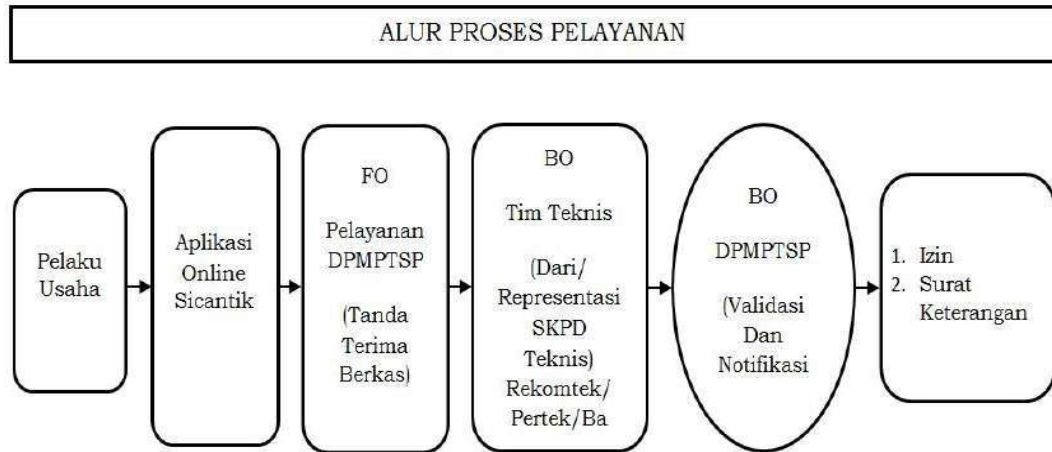 ALUR PROSES PELAYANAN
Pelaku
Usaha
Aplikasi
Online
Sicantik
FO
Pelayanan
DPMPTSP
(Tanda
Terima
Berkas)
BO
Tim Teknis
(Dari/
Representasi
SKPD
Teknis)
Rekomtek/
Pertek/Ba
BO
DPMPTSP
(Validasi
Dan
Notifikasi
1. Izin
2. Surat
Keterangan